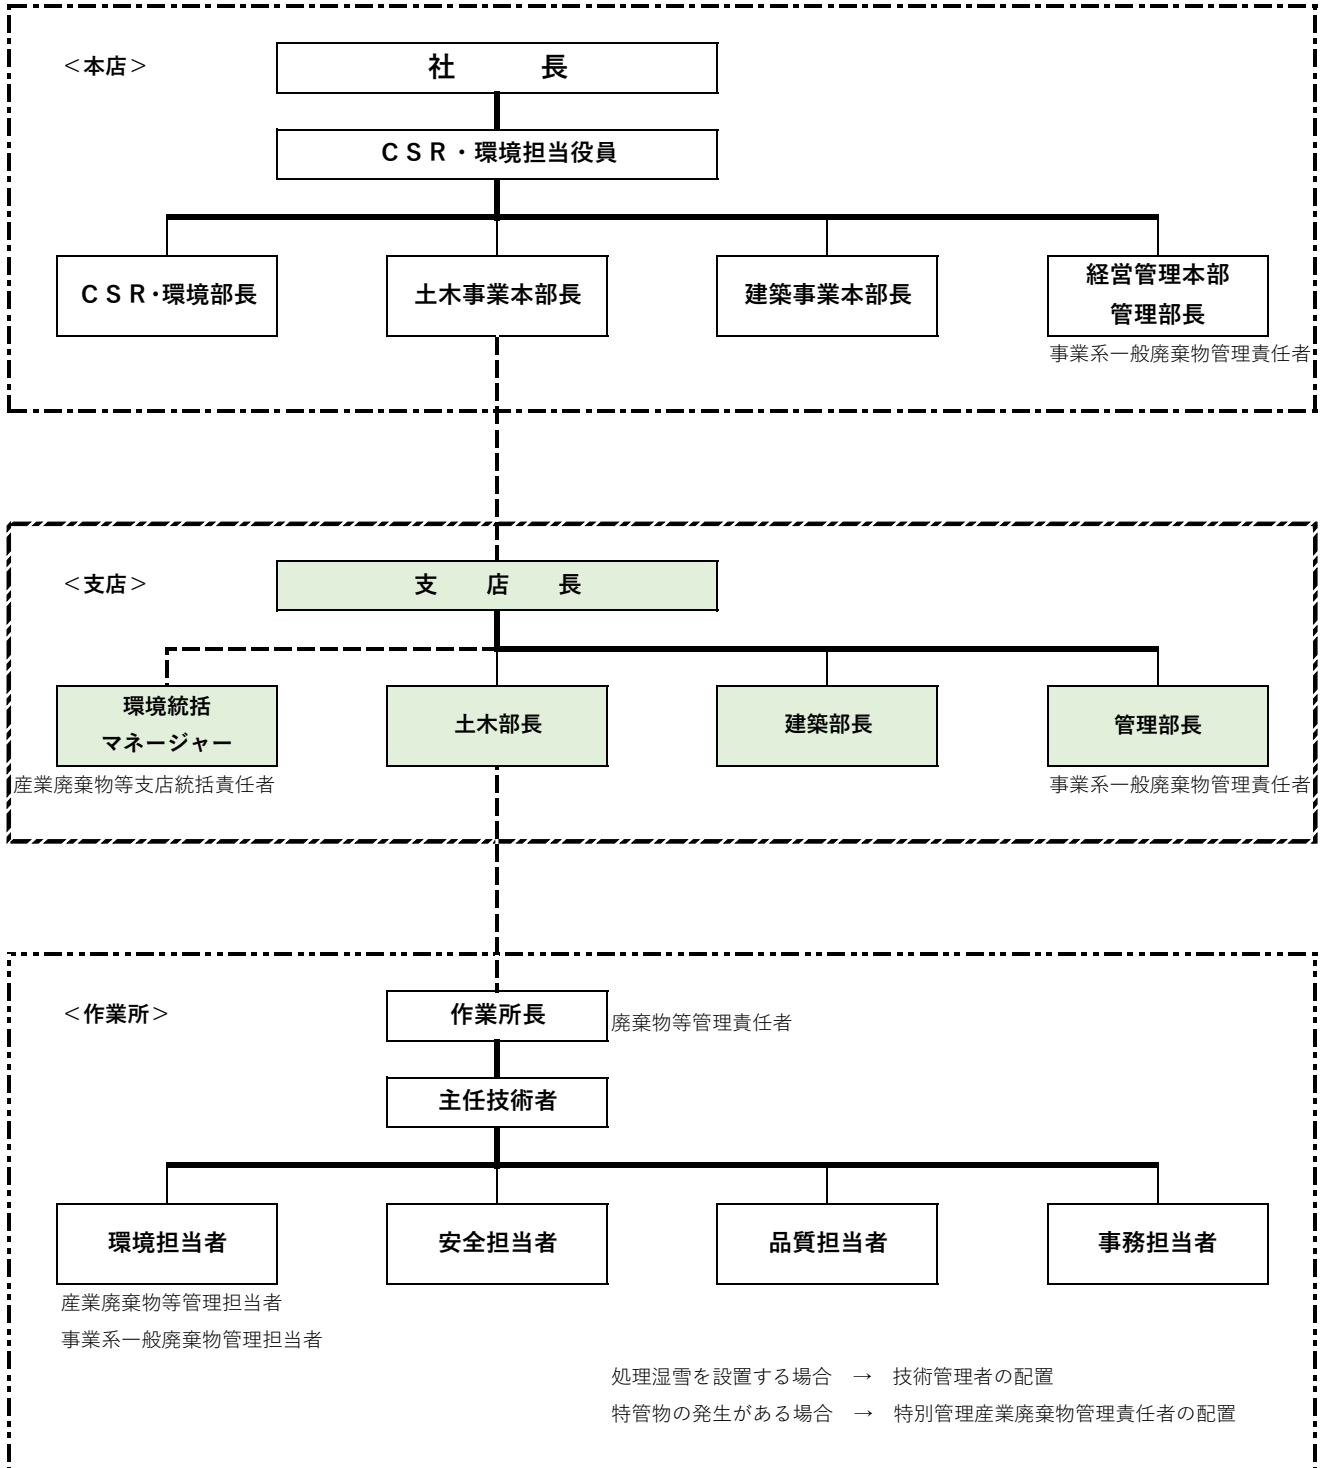 ＜本店＞
社　長
ＣＳＲ・環境担当役員
ＣＳＲ･環境部長
土木事業本部長
建築事業本部長
経営管理本部
管理部長
事業系一般廃棄物管理責任者
＜支店＞
支　店　長
環境統括
マネージャー
土木部長
建築部長
管理部長
産業廃棄物等支店統括責任者
事業系一般廃棄物管理責任者
＜作業所＞
作業所長
廃棄物等管理責任者
主任技術者
環境担当者
安全担当者
品質担当者
事務担当者
産業廃棄物等管理担当者
事業系一般廃棄物管理担当者
処理湿雪を設置する場合　→　技術管理者の配置
特管物の発生がある場合　→　特別管理産業廃棄物管理責任者の配置